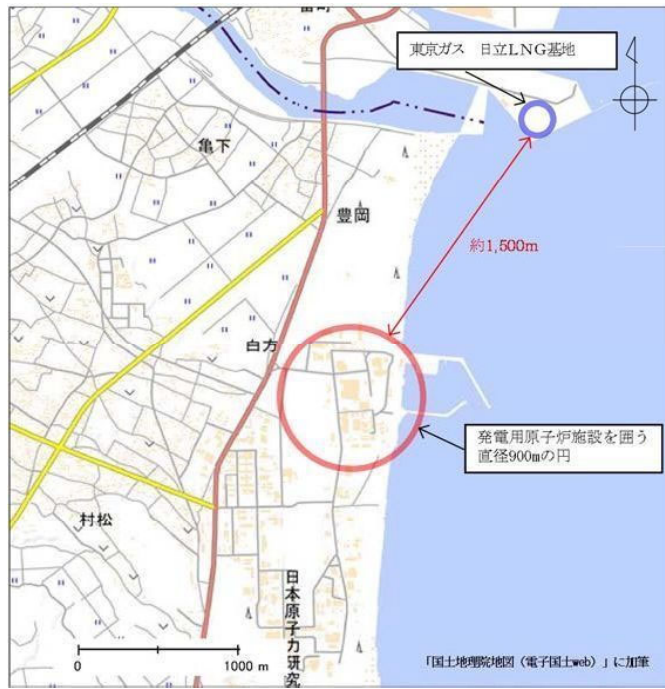 富町
東京ガス 日立LNG基地
亀下
豊岡
約1,500m
白方
発電用原子炉施設を囲う
直径900mの円
村松
日本原子力研究
0 1000 m
「国土地理院地図（電子国土web）」に加筆